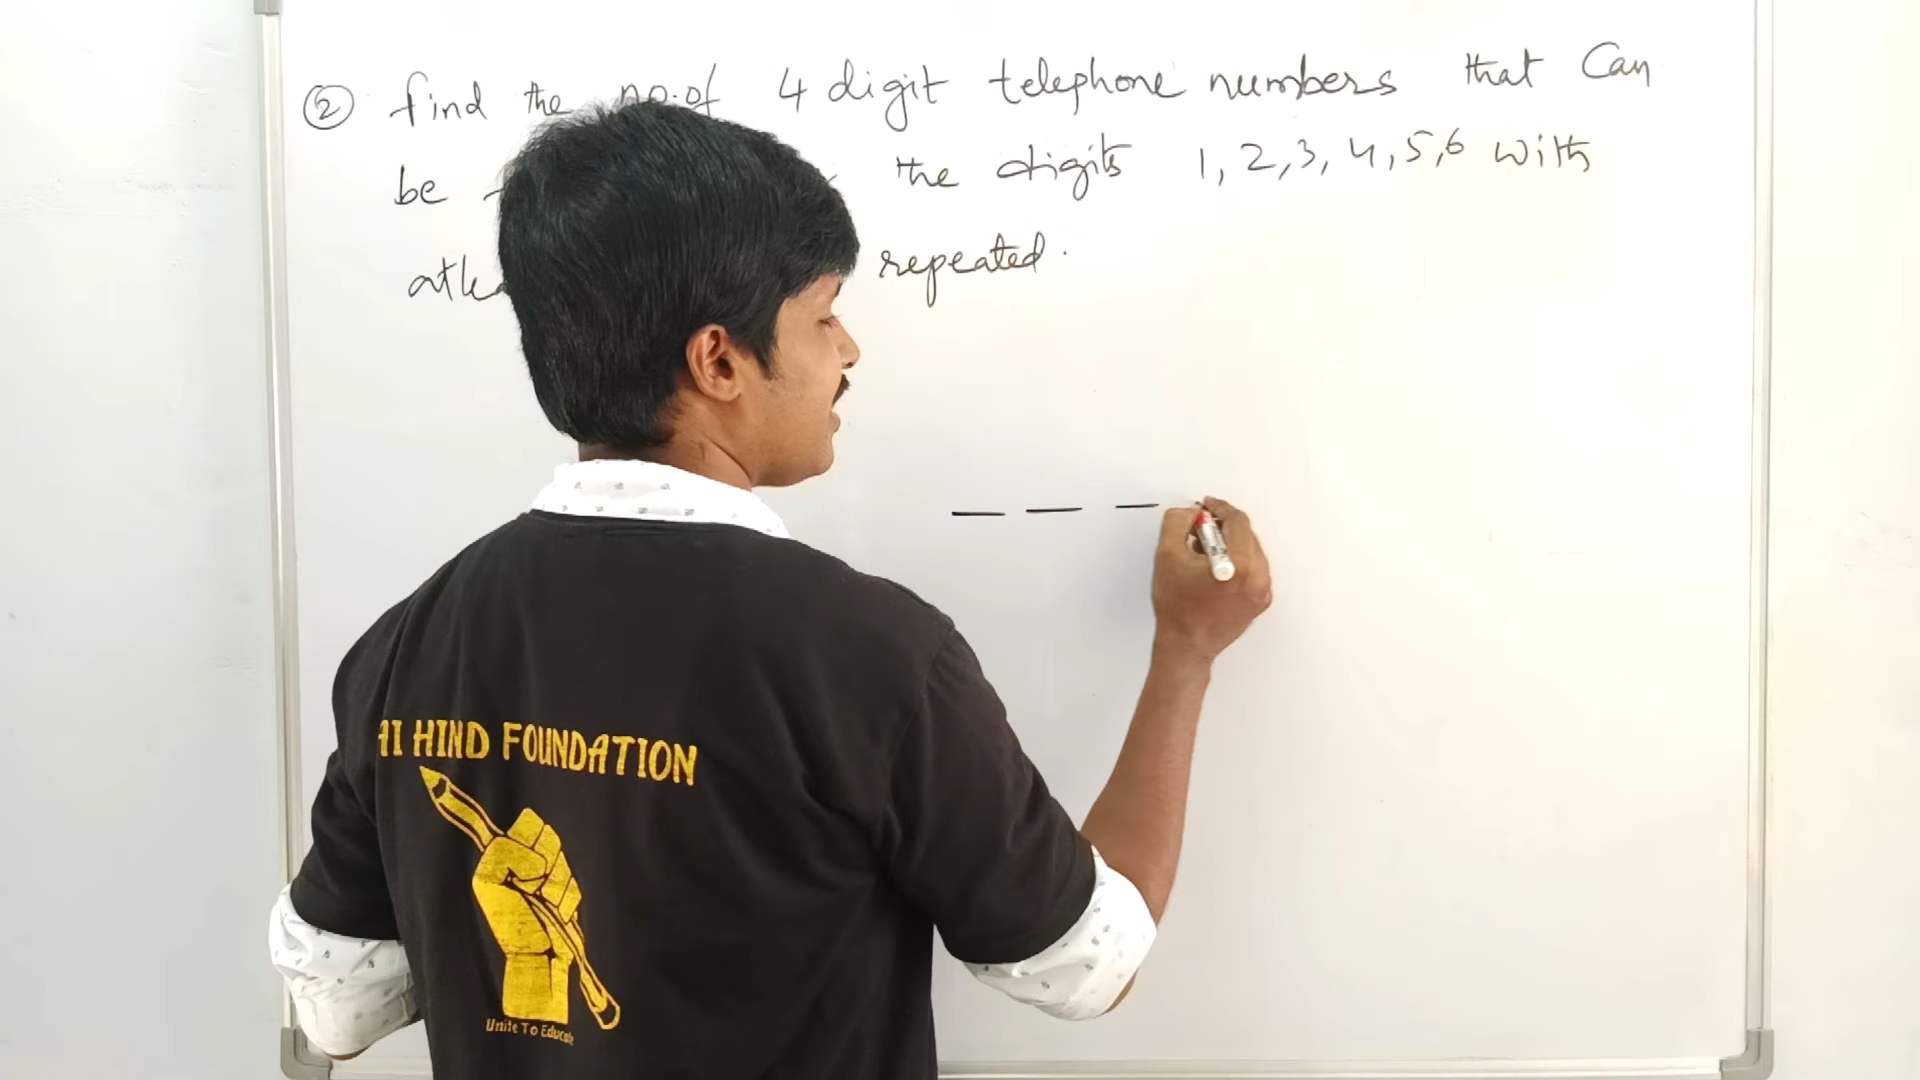 ② find the no.of 4 digit telephone numbers that Can
be the digits 1, 2, 3, 4, 5, 6 with
repeated.
AI HIND FOUNDATION
Unite To Educate